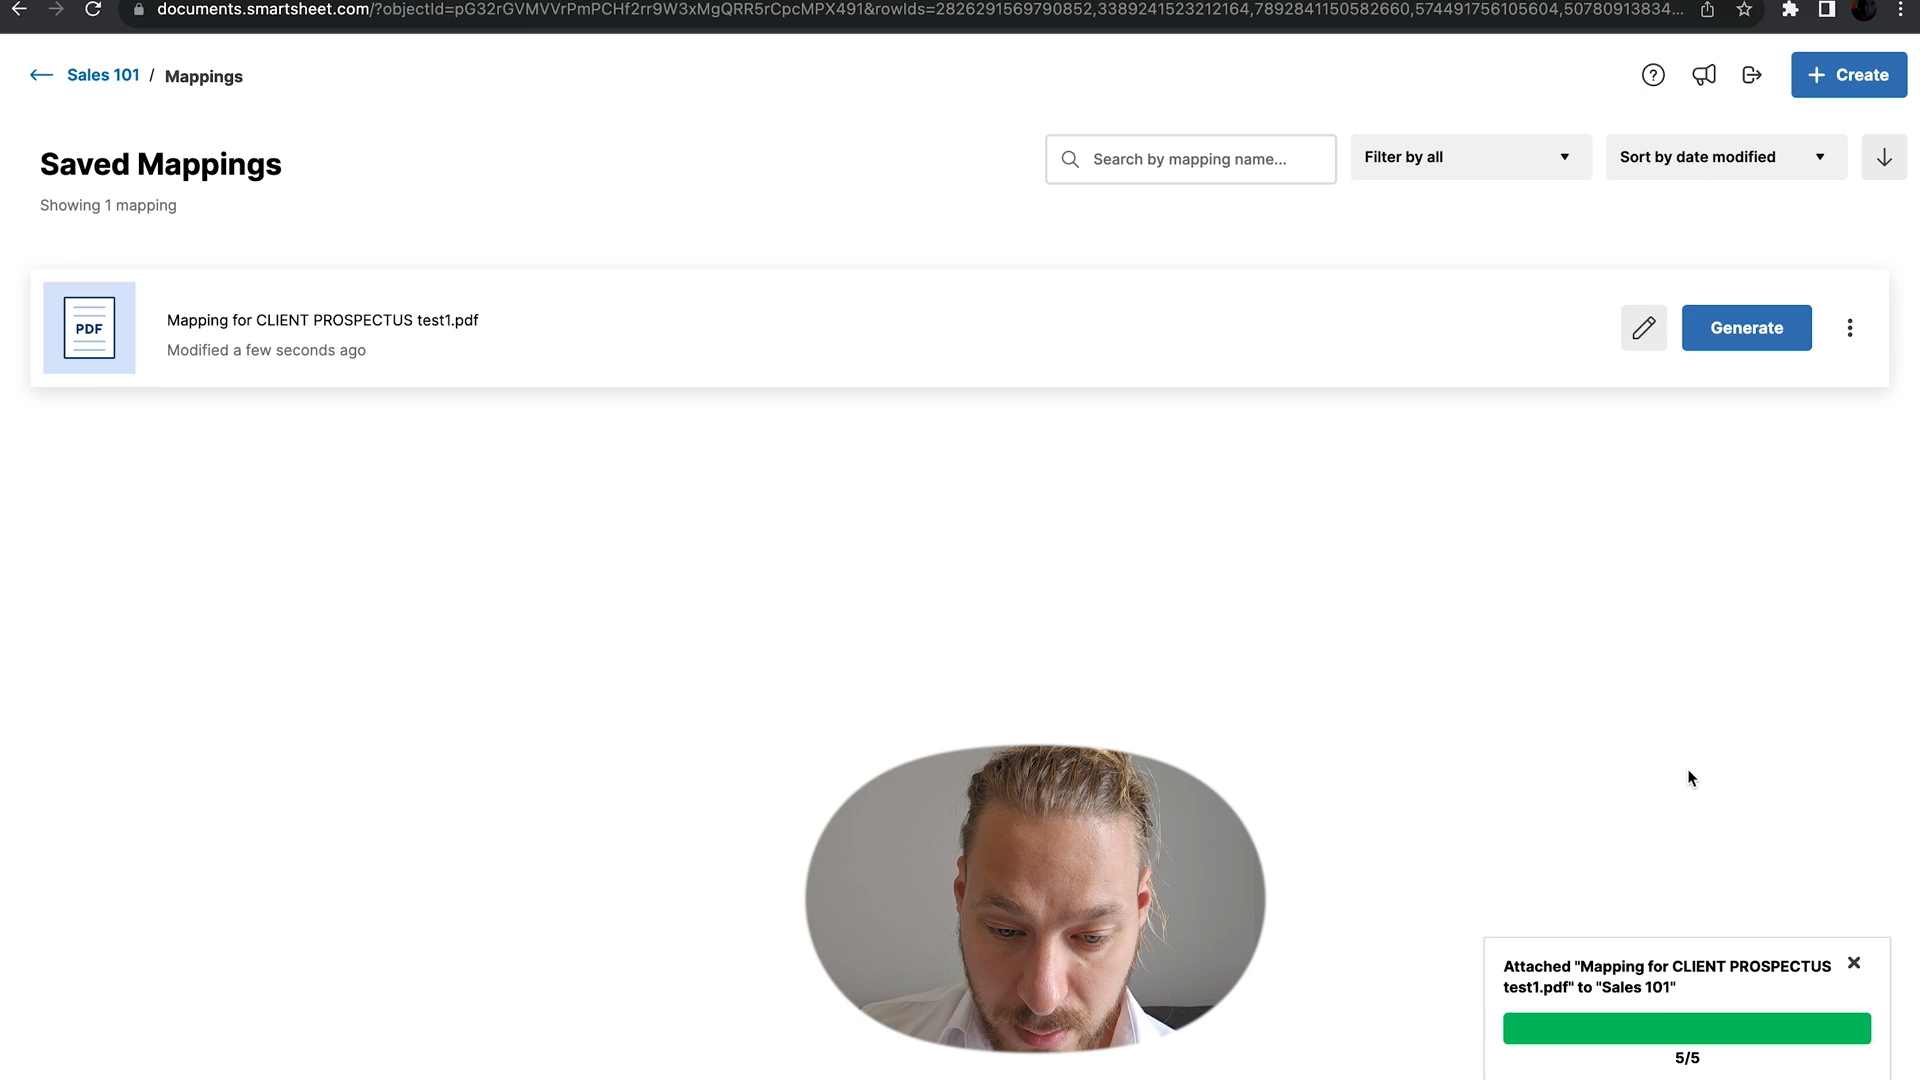 documents.smartsheet.com/?objectId=pG32rGVMVVrPmPCHf2rr9W3xMgQRR5rCpcMPX491&rowIds=2826291569790852,3389241523212164,7892841150582660,574491756105604,50780913834...
Sales 101 / Mappings
Create
Saved Mappings
Search by mapping name...
Filter by all
Sort by date modified
Showing 1 mapping
PDF
Mapping for CLIENT PROSPECTUS test1.pdf
Modified a few seconds ago
Generate
Attached "Mapping for CLIENT PROSPECTUS
test1.pdf" to "Sales 101"
5/5